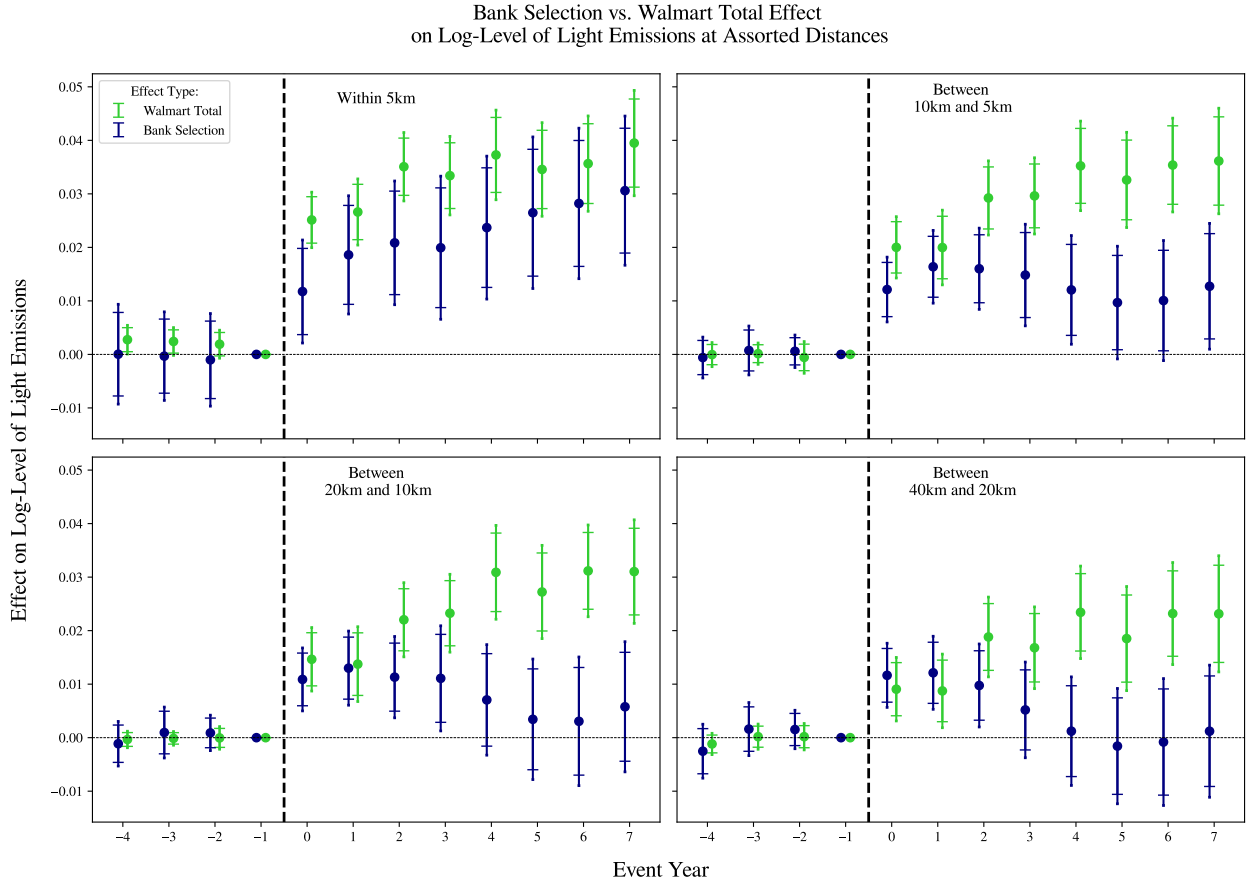 Bank Selection vs. Walmart Total Effect
on Log-Level of Light Emissions at Assorted Distances
Effect on Log-Level of Light Emissions
Effect Type:
Walmart Total
Bank Selection
Within 5km
0.05
0.04
0.03
0.02
0.01
0.00
−0.01
Between
10km and 5km
Between
20km and 10km
0.05
0.04
0.03
0.02
0.01
0.00
−0.01
−4 −3 −2 −1 0 1 2 3 4 5 6 7
Between
40km and 20km
−4 −3 −2 −1 0 1 2 3 4 5 6 7
Event Year